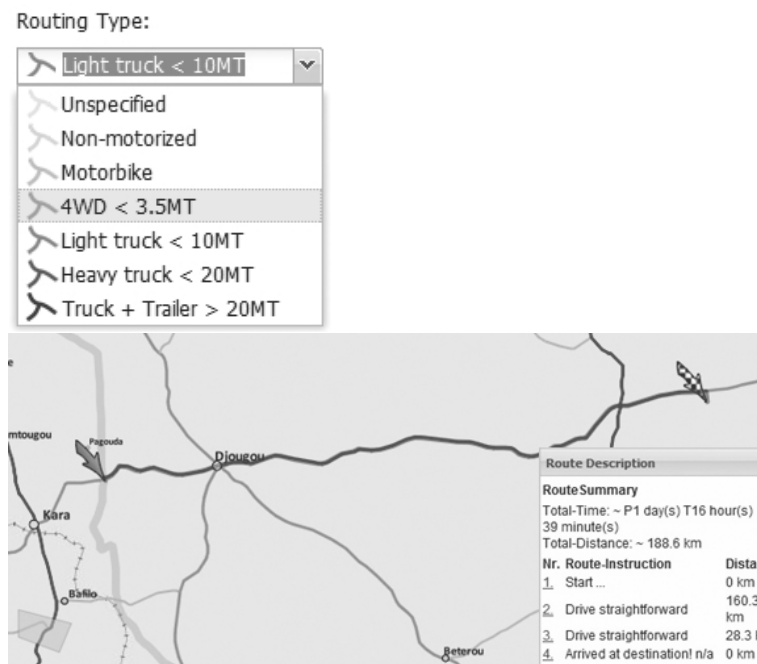 Routing Type:
Light truck < 10MT
Unspecified
Non-motorized
Motorbike
4WD < 3.5MT
Light truck < 10MT
Heavy truck < 20MT
Truck + Trailer > 20MT
e
mtougou
Pagouda
Djougou
Kara
Bafilo
Beterou
Route Description
RouteSummary
Total-Time: ~ P1 day(s) T16 hour(s)
39 minute(s)
Total-Distance: ~ 188.6 km
Nr. Route-Instruction Dista
1. Start ... 0 km
2. Drive straightforward 160.3 km
3. Drive straightforward 28.3
4. Arrived at destination! n/a 0 km